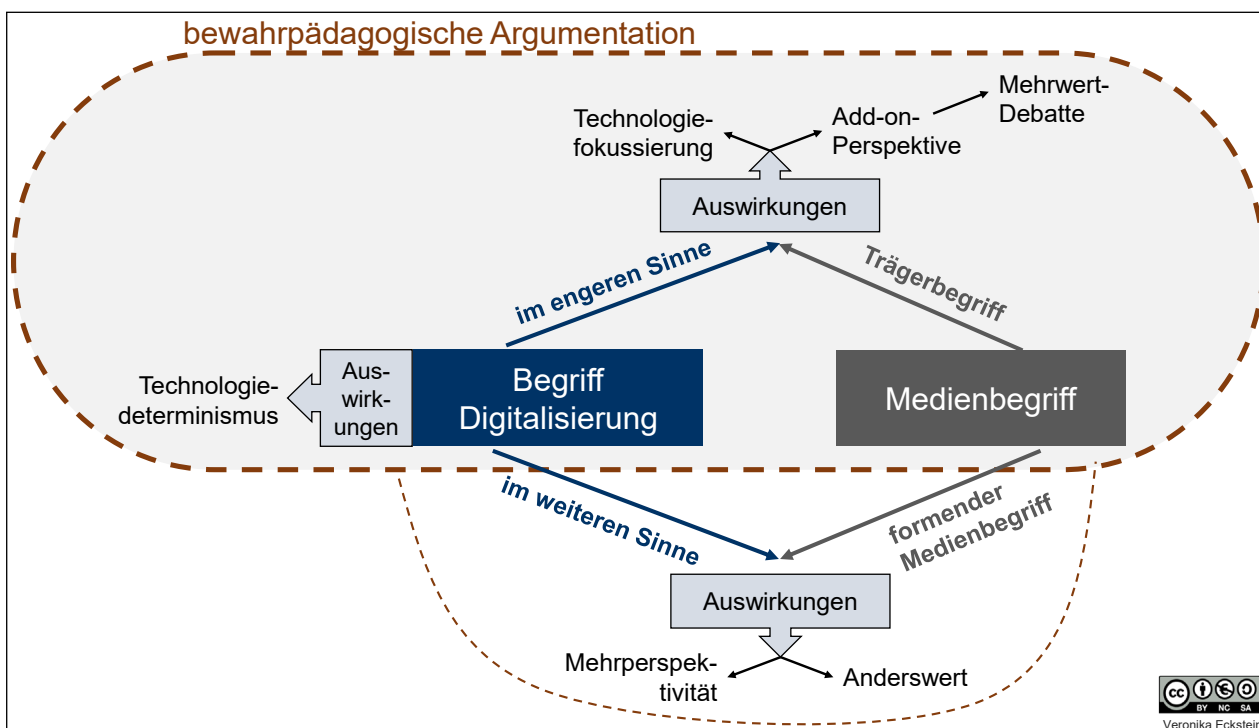 bewahrpädagogische Argumentation
Mehrwert-
Debatte
Technologie-
fokussierung
Add-on-
Perspektive
Auswirkungen
im engeren Sinne
Trägerbegriff
Technologie-
determinismus
Aus-
wirk-
ungen
Begriff
Digitalisierung
Medienbegriff
im weiteren Sinne
formender
Medienbegriff
Auswirkungen
Mehrperspek-
tivität
Anderswert
cc
BY NC SA
Veronika Eckstein